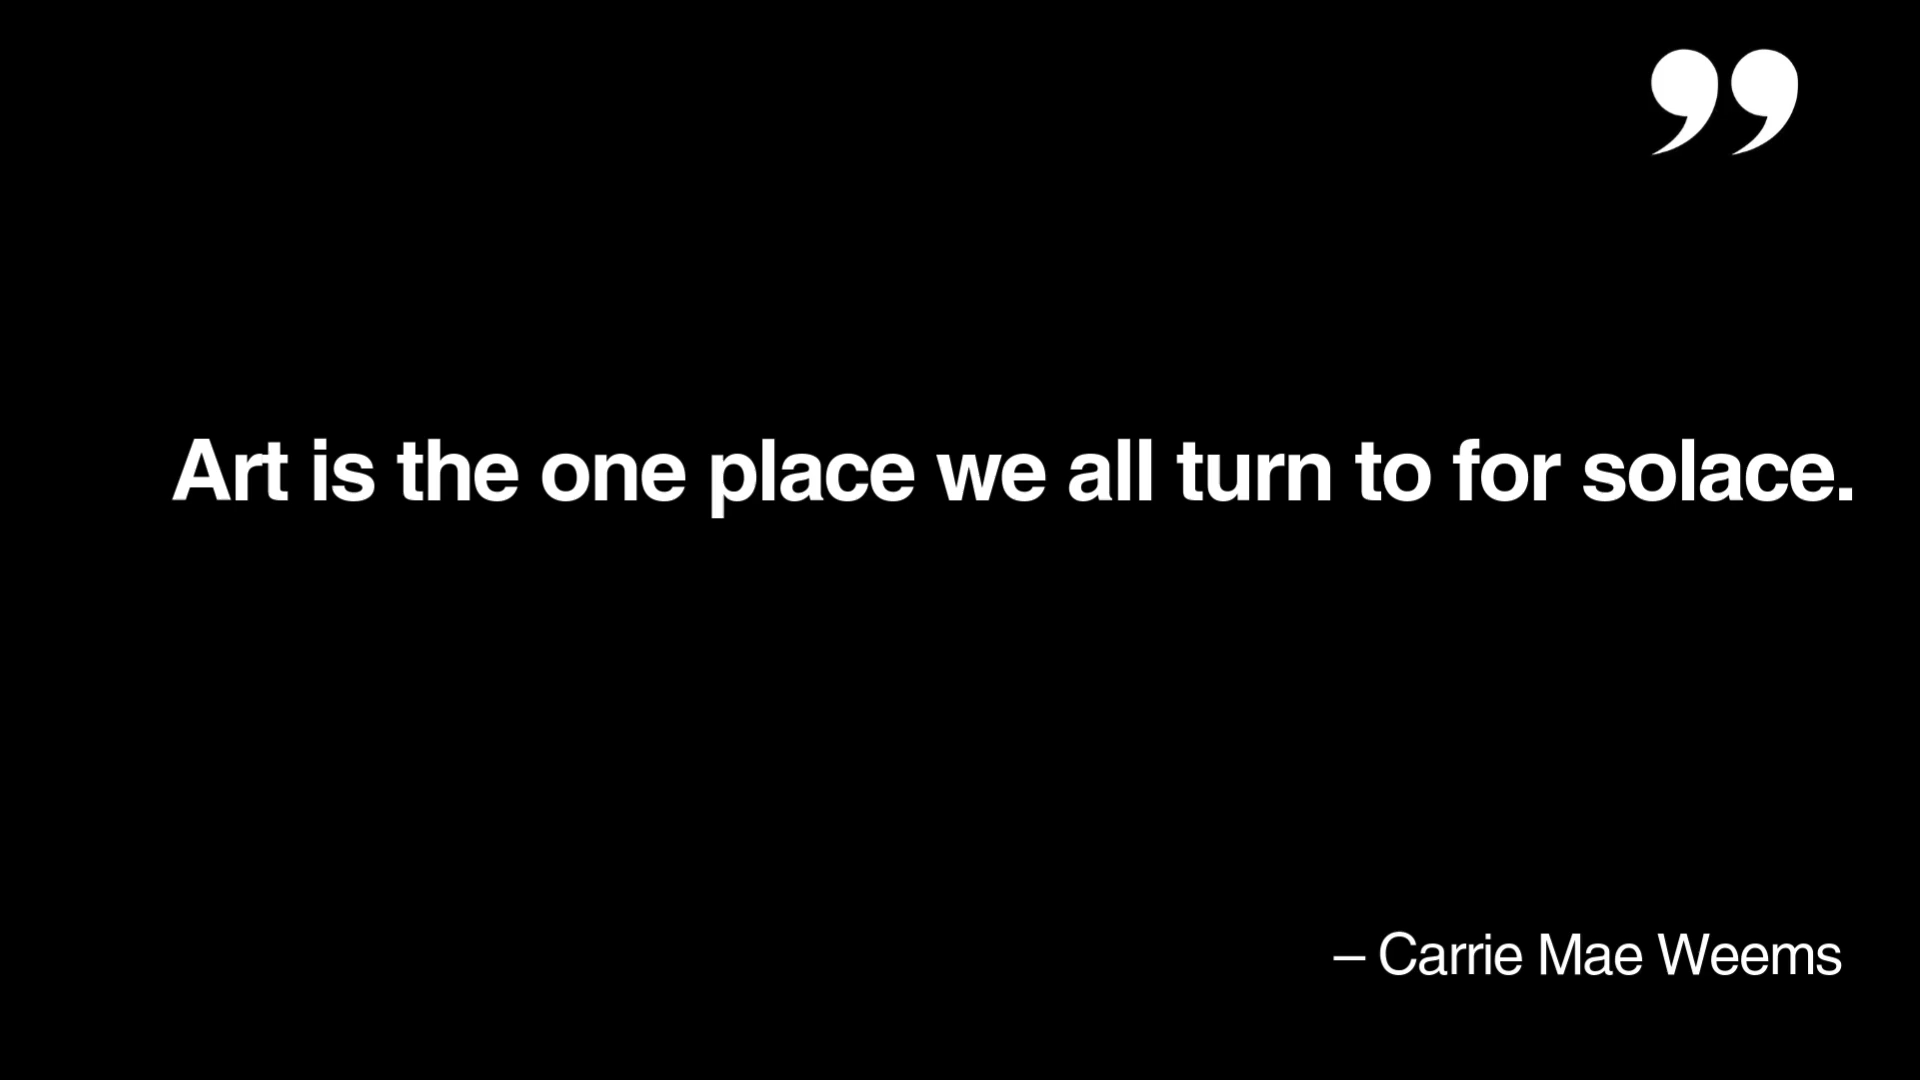 ”
Art is the one place we all turn to for solace.
– Carrie Mae Weems